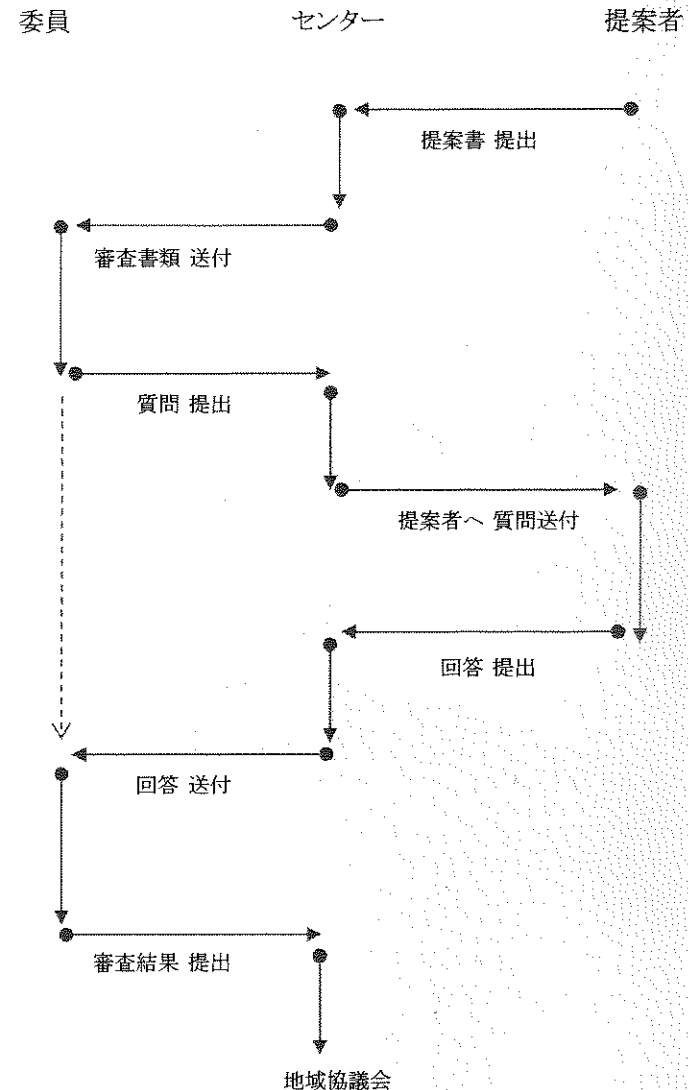 委員 センター 提案者
提案書 提出
審査書類 送付
質問 提出
提案者へ 質問送付
回答 提出
回答 送付
審査結果 提出
地域協議会